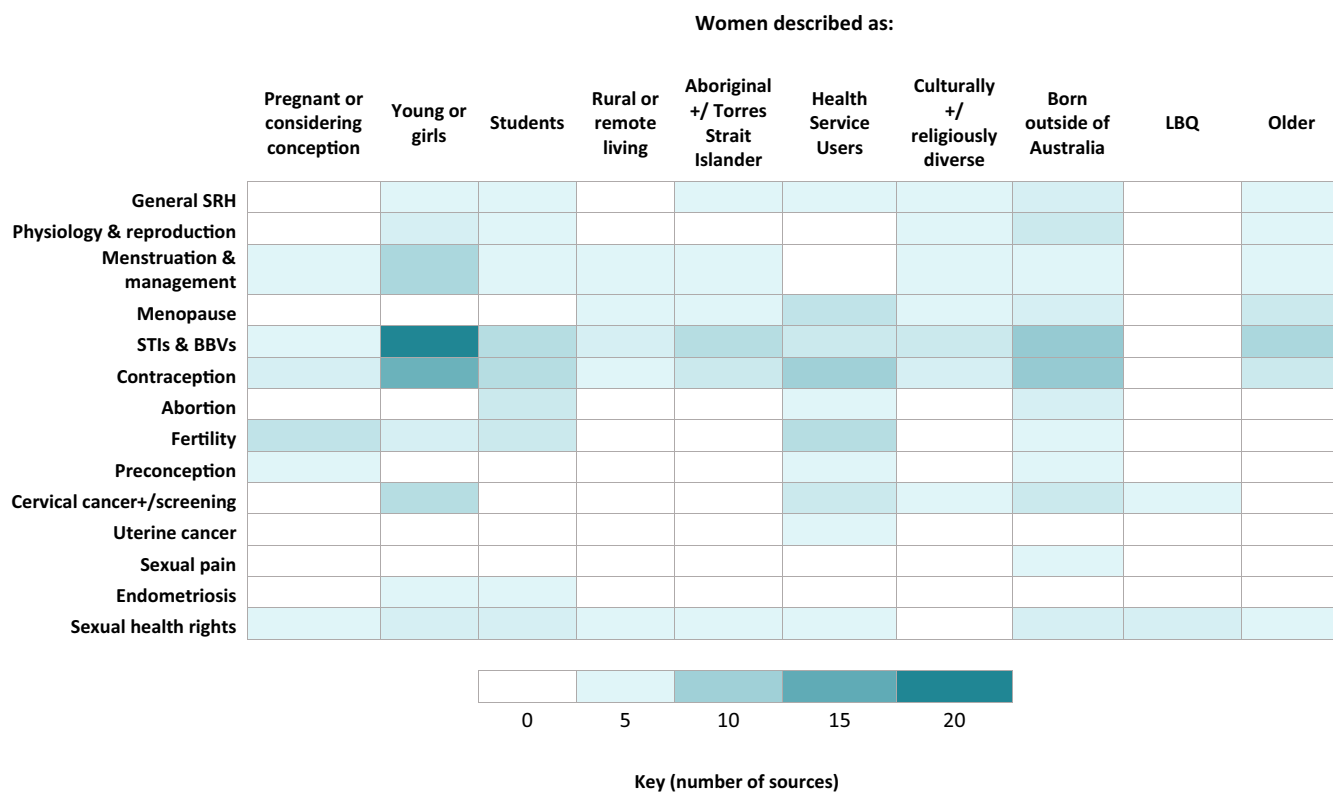 Women described as:
Pregnant or
considering
conception
Young or
girls
Students
Rural or
remote
living
Aboriginal
+/ Torres
Strait
Islander
Health
Service
Users
Culturally
+/
religiously
diverse
Born
outside of
Australia
LBQ
Older
General SRH
Physiology & reproduction
Menstruation &
management
Menopause
STIs & BBVs
Contraception
Abortion
Fertility
Preconception
Cervical cancer+/screening
Uterine cancer
Sexual pain
Endometriosis
Sexual health rights
0 5 10 15 20
Key (number of sources)